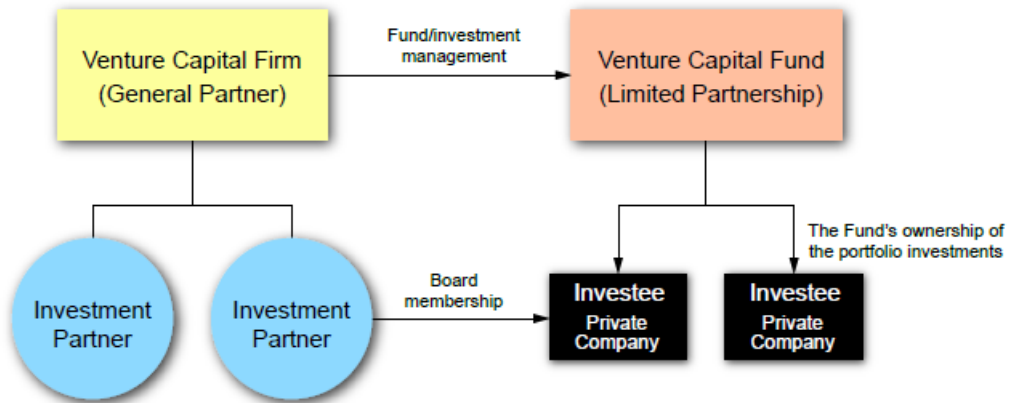 Venture Capital Firm
(General Partner)
Fund/investment
management
Venture Capital Fund
(Limited Partnership)
The Fund's ownership of
the portfolio investments
Investment
Partner
Investment
Partner
Board
membership
Investee
Private
Company
Investee
Private
Company